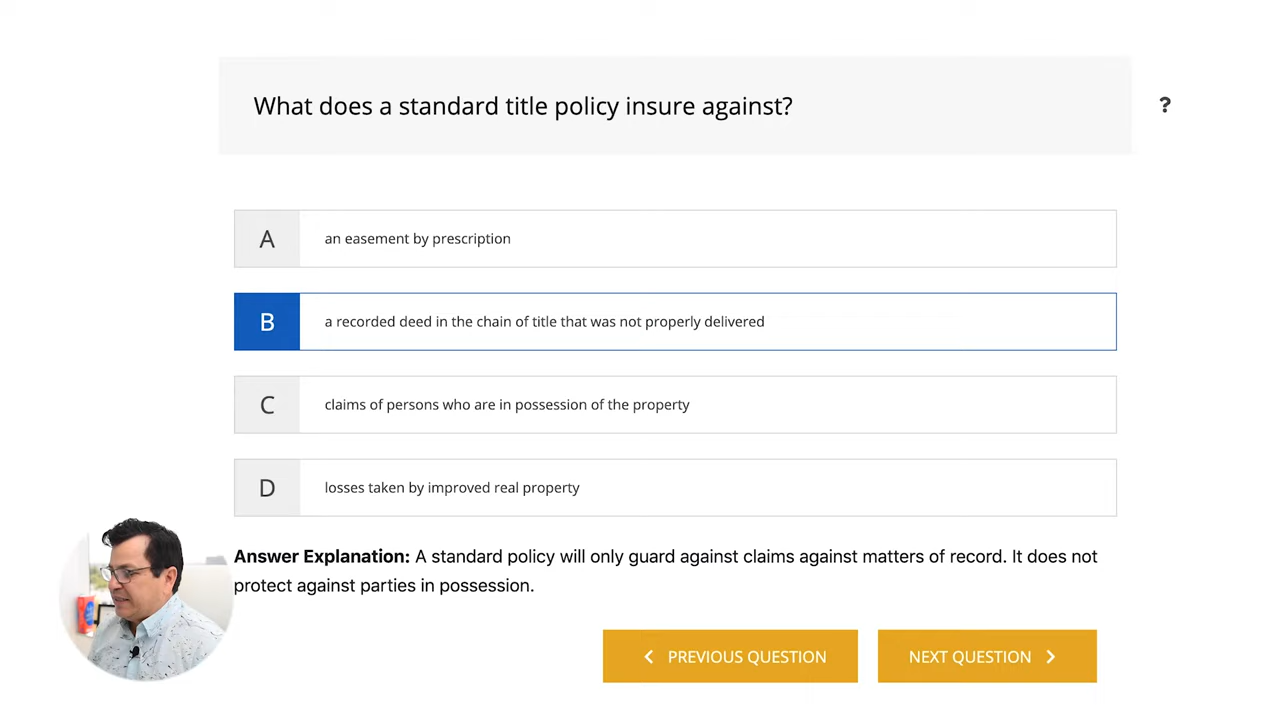 What does a standard title policy insure against?
?
A
an easement by prescription
B
a recorded deed in the chain of title that was not properly delivered
C
claims of persons who are in possession of the property
D
losses taken by improved real property
Answer Explanation: A standard policy will only guard against claims against matters of record. It does not
protect against parties in possession.
PREVIOUS QUESTION
NEXT QUESTION